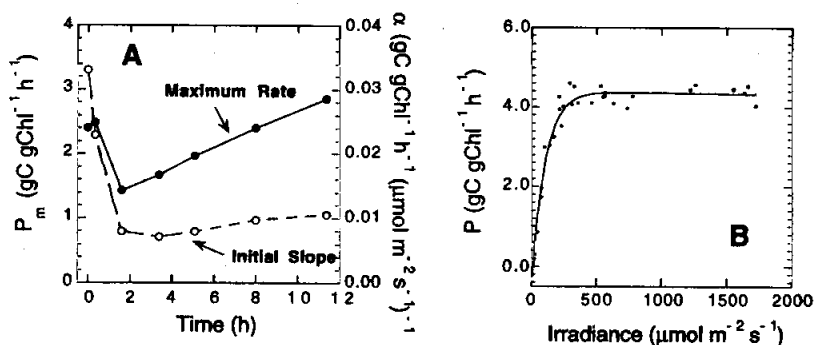 A
Maximum Rate
Initial Slope
P_m (gC gChl⁻¹ h⁻¹)
4
3
2
1
0
0 2 4 6 8 10 12
Time (h)
0.04
0.03
0.02
0.01
0.00
α (gC gChl⁻¹ h⁻¹ (μmol m⁻² s⁻¹)⁻¹
B
P (gC gChl⁻¹ h⁻¹)
6.0
4.0
2.0
0.0
0 500 1000 1500 2000
Irradiance (μmol m⁻² s⁻¹)